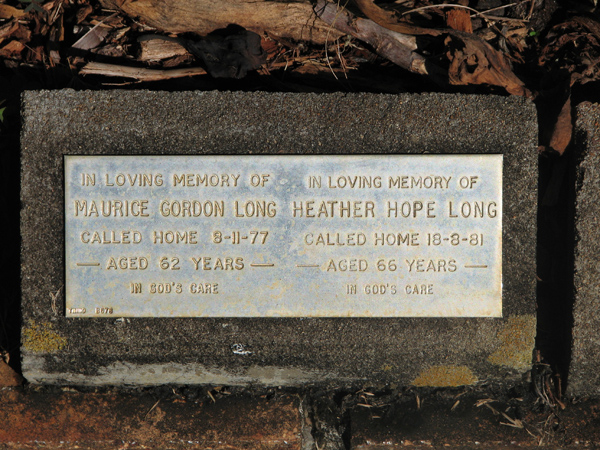 IN LOVING MEMORY OF
MAURICE GORDON LONG
CALLED HOME 8-11-77
— AGED 62 YEARS —
IN GOD'S CARE
IN LOVING MEMORY OF
HEATHER HOPE LONG
CALLED HOME 18-8-81
— AGED 66 YEARS —
IN GOD'S CARE